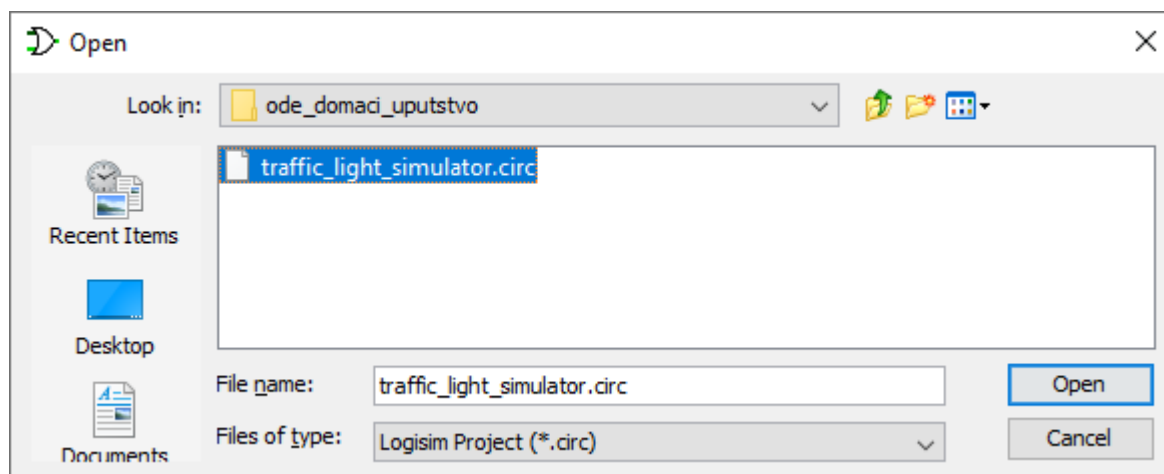 Open
Look in: ode_domaci_uputstvo
traffic_light_simulator.circ
Recent Items
Desktop
Documents
File name: traffic_light_simulator.circ Open
Files of type: Logisim Project (*.circ) Cancel